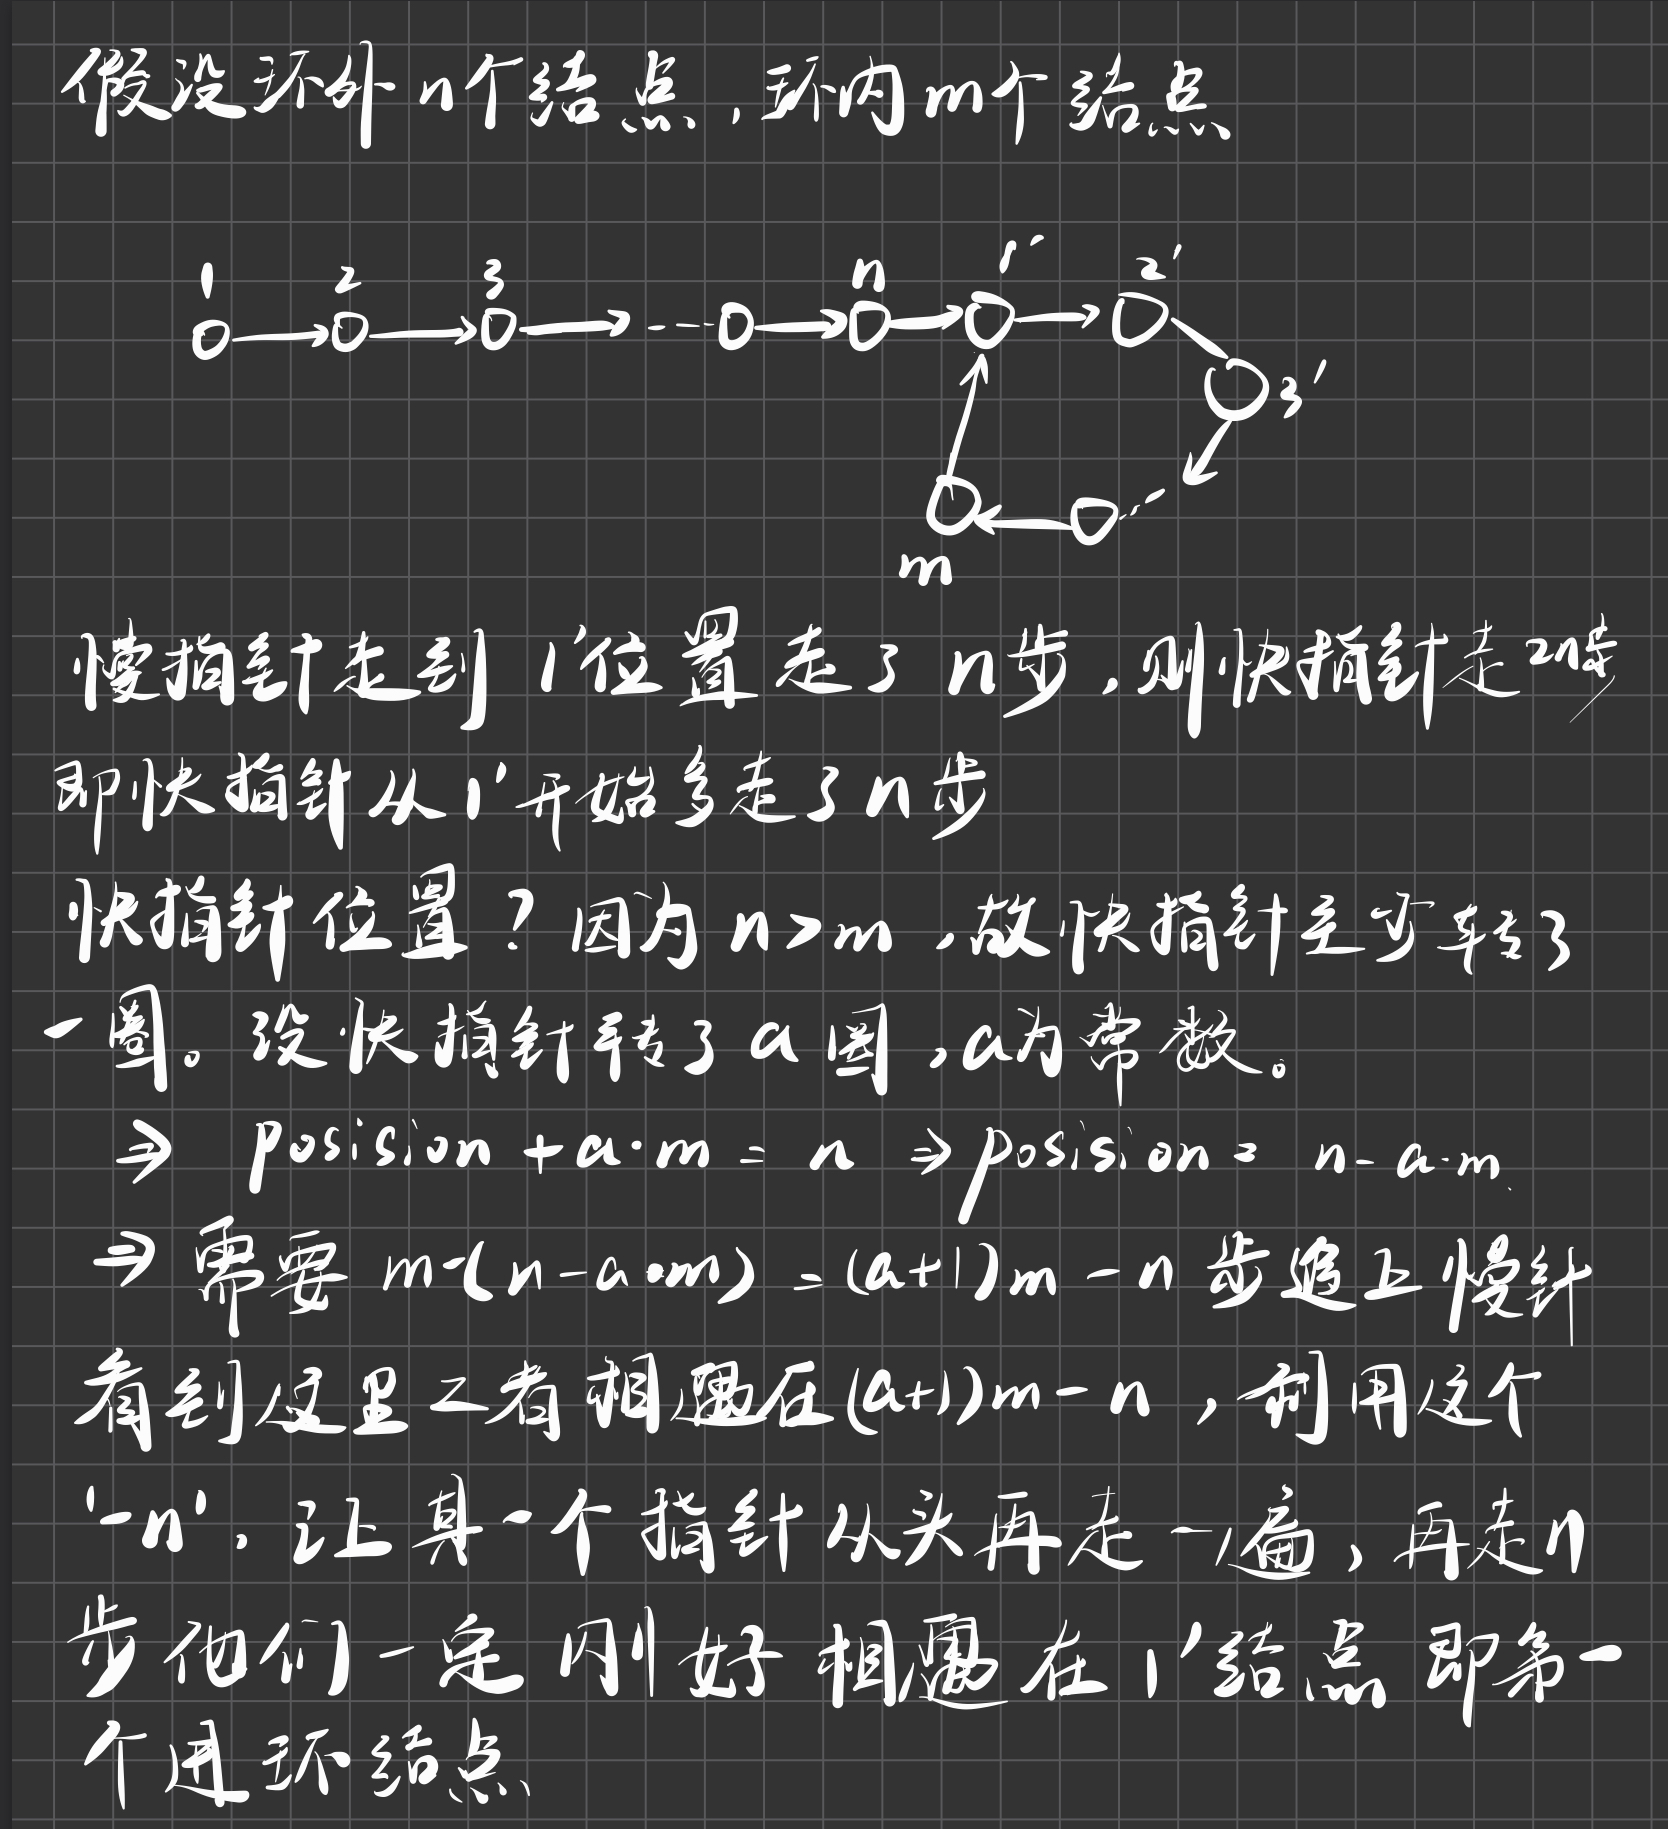 假设环外n个结点,环内m个结点
1 2 3 n 1' 2'
3'
m
慢指针走到1'位置走了n步,则快指针走2n步
即快指针从1'开始多走了n步
快指针位置?因为n>m,故快指针至少转了
一圈。设快指针转了a圈,a为常数。
⇒ posision+a·m=n ⇒ posision= n-a·m
⇒ 需要 m-(n-a·m)=(a+1)m-n步追上慢针
看到这里二者相遇在(a+1)m-n,利用这个
'-n',让其一个指针从头再走一遍,再走n
步他们一定刚好相遇在1'结点即第一
个进环结点